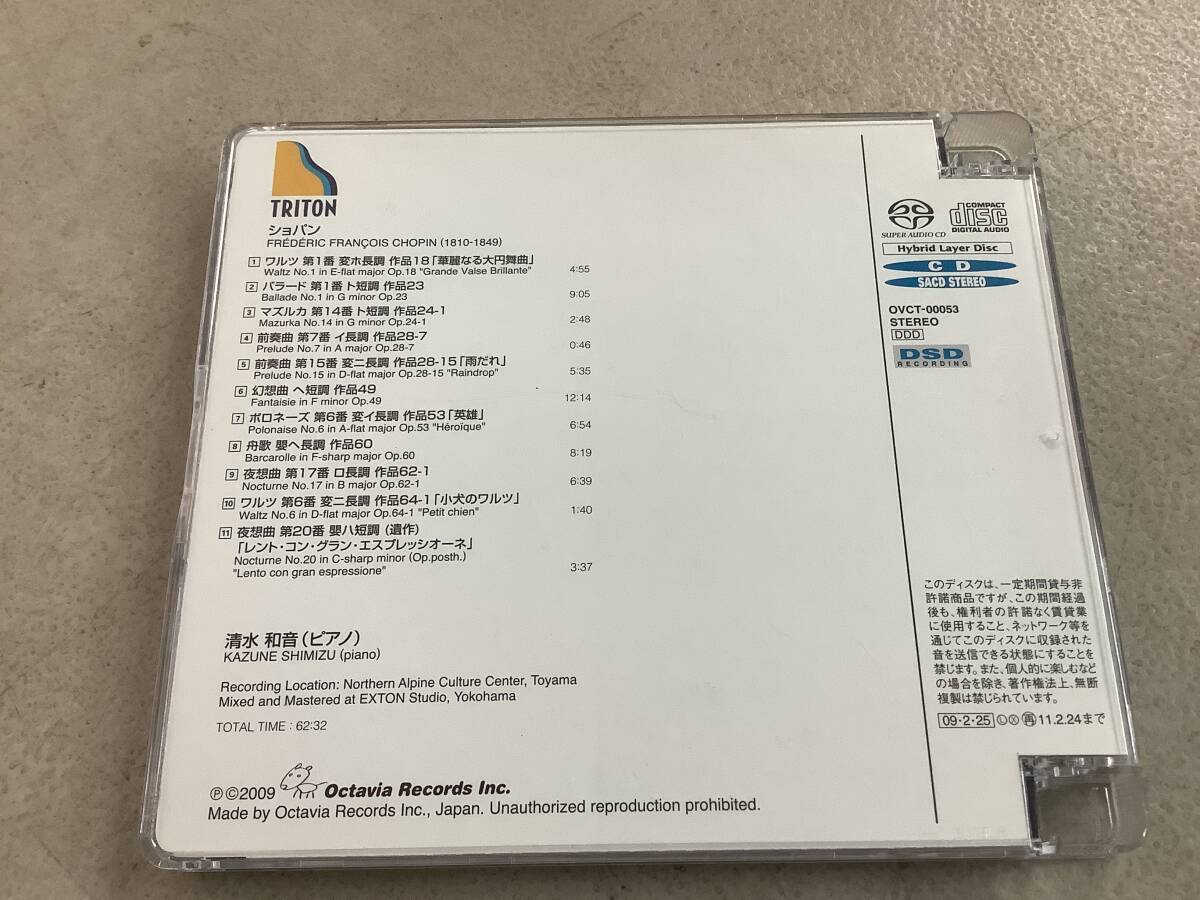 TRITON
ショパン
FRÉDÉRIC FRANÇOIS CHOPIN (1810-1849)
1 ワルツ 第1番 変ホ長調 作品18「華麗なる大円舞曲」
Waltz No.1 in E-flat major Op.18 "Grande Valse Brillante" 4:55
2 バラード 第1番 ト短調 作品23
Ballade No.1 in G minor Op.23 9:05
3 マズルカ 第14番 ト短調 作品24-1
Mazurka No.14 in G minor Op.24-1 2:48
4 前奏曲 第7番 イ長調 作品28-7
Prelude No.7 in A major Op.28-7 0:46
5 前奏曲 第15番 変ニ長調 作品28-15「雨だれ」
Prelude No.15 in D-flat major Op.28-15 "Raindrop" 5:35
6 幻想曲 ヘ短調 作品49
Fantaisie in F minor Op.49 12:14
7 ポロネーズ 第6番 変イ長調 作品53「英雄」
Polonaise No.6 in A-flat major Op.53 "Héroïque" 6:54
8 舟歌 嬰ヘ長調 作品60
Barcarolle in F-sharp major Op.60 8:19
9 夜想曲 第17番 ロ長調 作品62-1
Nocturne No.17 in B major Op.62-1 6:39
10 ワルツ 第6番 変ニ長調 作品64-1「小犬のワルツ」
Waltz No.6 in D-flat major Op.64-1 "Petit chien" 1:40
11 夜想曲 第20番 嬰ハ短調 (遺作)
「レント・コン・グラン・エスプレッシオーネ」
Nocturne No.20 in C-sharp minor (Op.posth.)
"Lento con gran espressione" 3:37
清水 和音(ピアノ)
KAZUNE SHIMIZU (piano)
Recording Location: Northern Alpine Culture Center, Toyama
Mixed and Mastered at EXTON Studio, Yokohama
TOTAL TIME : 62:32
℗©2009 Octavia Records Inc.
Made by Octavia Records Inc., Japan. Unauthorized reproduction prohibited.
SUPER AUDIO CD
COMPACT
disc
DIGITAL AUDIO
Hybrid Layer Disc
CD
SACD STEREO
OVCT-00053
STEREO
DDD
DSD
RECORDING
このディスクは、一定期間貸与非
許諾商品ですが、この期間経過
後も、権利者の許諾なく賃貸業
に使用すること、ネットワーク等を
通じてこのディスクに収録された
音を送信できる状態にすることを
禁じます。また、個人的に楽しむなど
の場合を除き、著作権法上、無断
複製は禁じられています。
09・2・25 Ⓛ Ⓧ 再 11.2.24まで